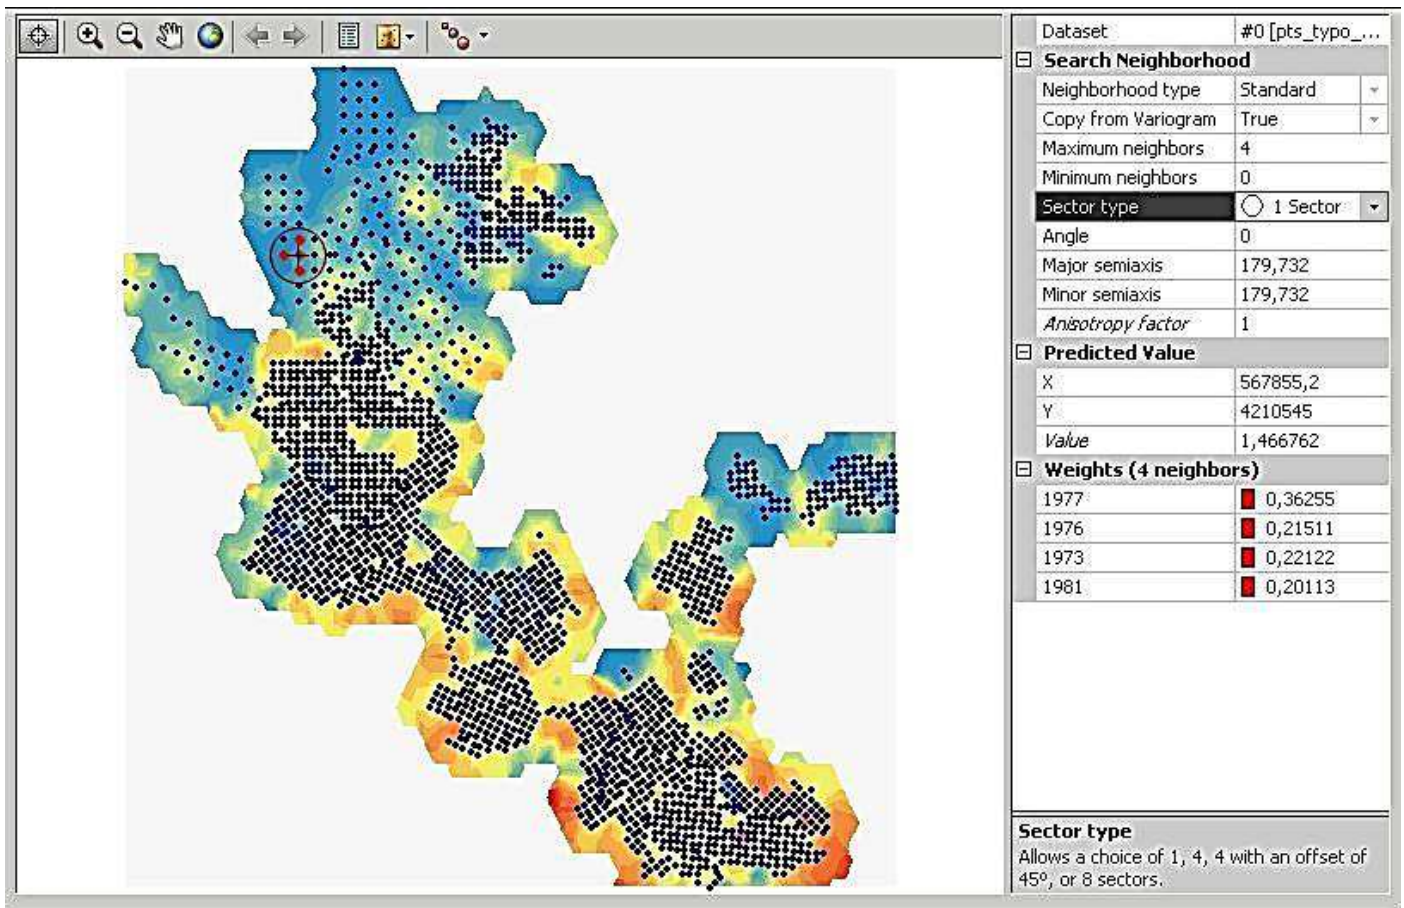 Dataset #0 [pts_typo_...
Search Neighborhood
Neighborhood type Standard
Copy from Variogram True
Maximum neighbors 4
Minimum neighbors 0
Sector type 1 Sector
Angle 0
Major semiaxis 179,732
Minor semiaxis 179,732
Anisotropy factor 1
Predicted Value
X 567855,2
Y 4210545
Value 1,466762
Weights (4 neighbors)
1977 0,36255
1976 0,21511
1973 0,22122
1981 0,20113
Sector type
Allows a choice of 1, 4, 4 with an offset of
45º, or 8 sectors.